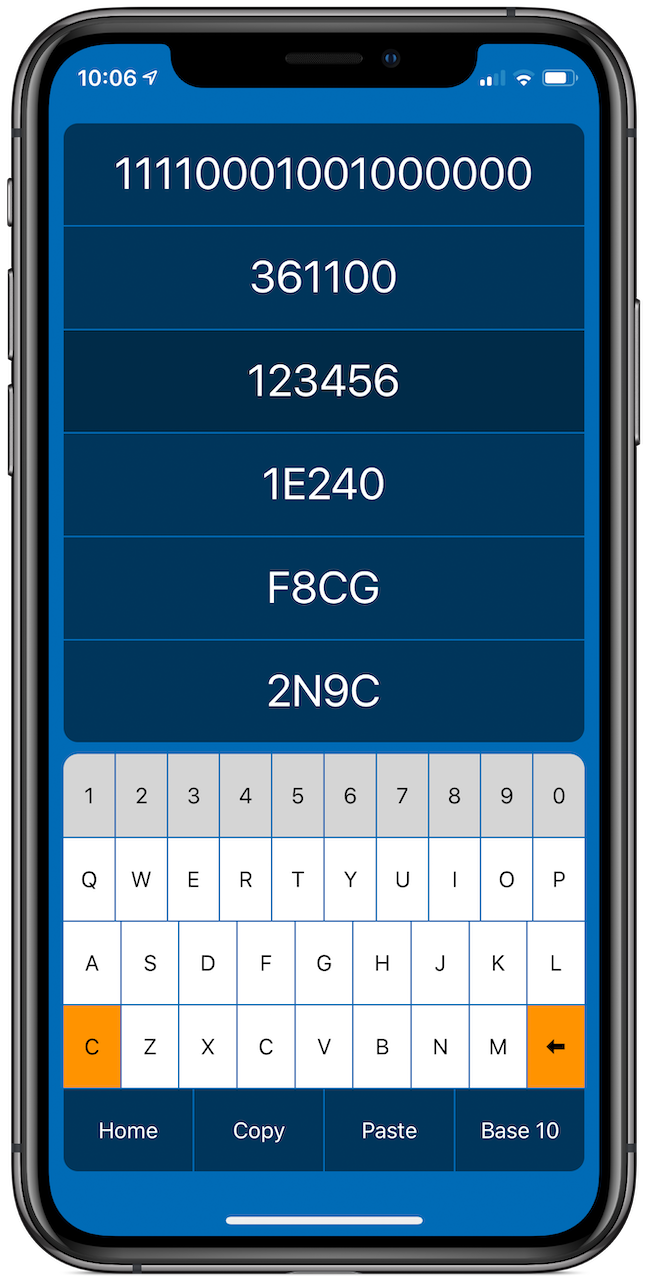 10:06
11110001001000000
361100
123456
1E240
F8CG
2N9C
1 2 3 4 5 6 7 8 9 0
Q W E R T Y U I O P
A S D F G H J K L
C Z X C V B N M
Home Copy Paste Base 10